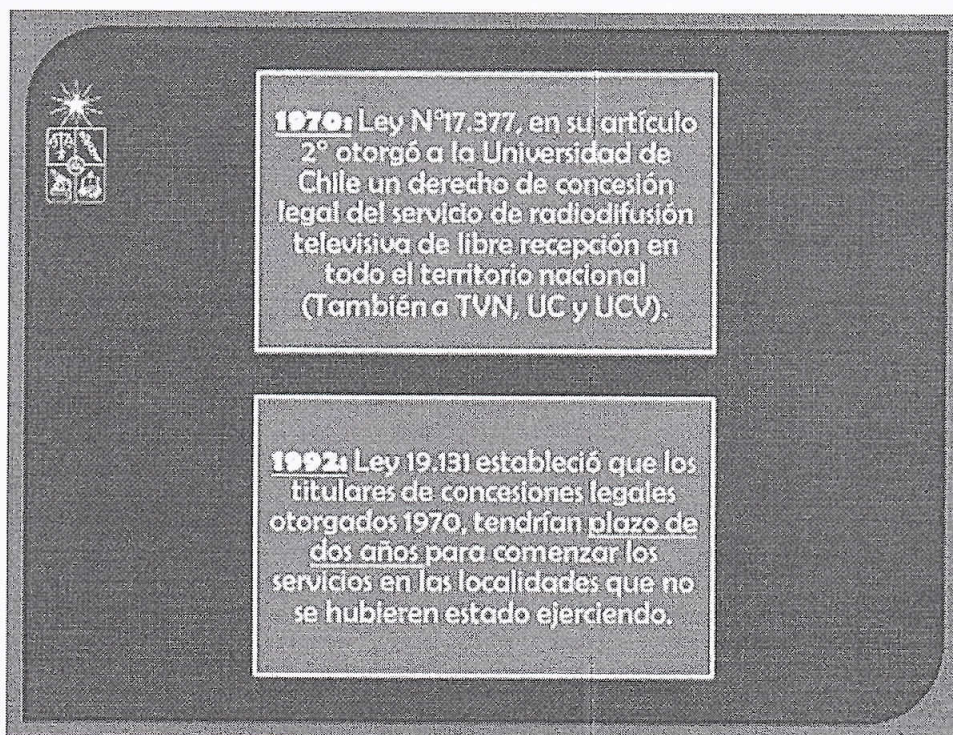 1970: Ley N°17.377, en su artículo
2° otorgó a la Universidad de
Chile un derecho de concesión
legal del servicio de radiodifusión
televisiva de libre recepción en
todo el territorio nacional
(También a TVN, UC y UCV).
1992: Ley 19.131 estableció que los
titulares de concesiones legales
otorgados 1970, tendrían plazo de
dos años para comenzar los
servicios en las localidades que no
se hubieren estado ejerciendo.